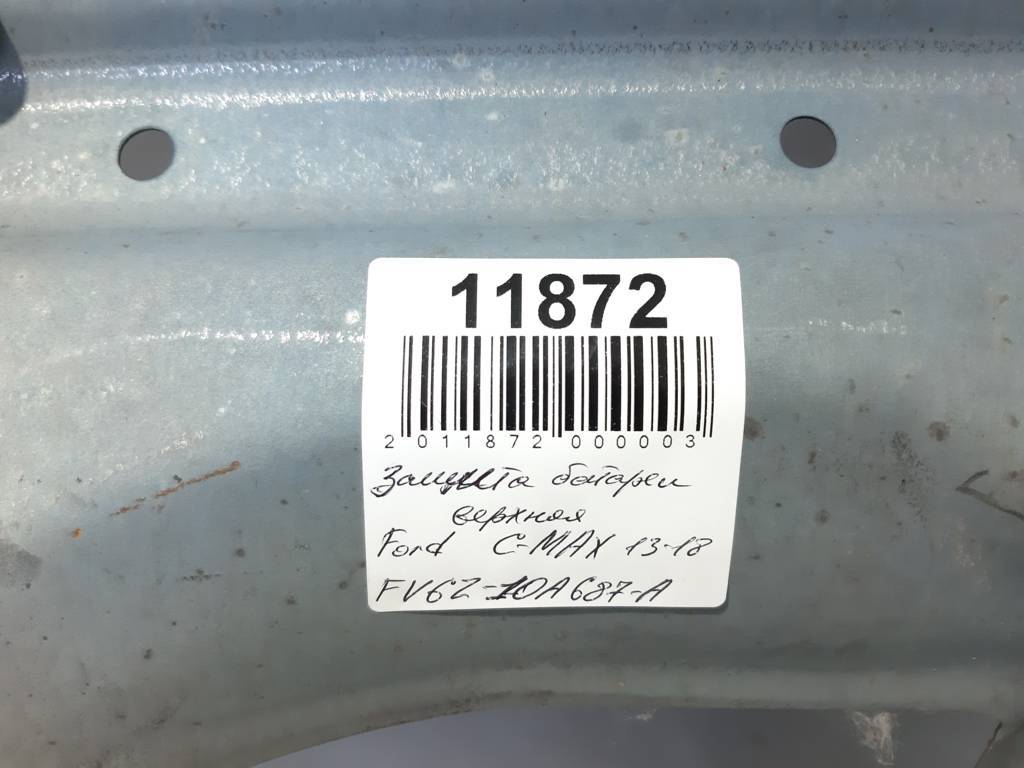 11872
2 011872 000003
Защита батареи
верхняя
Ford C-MAX 13-18
FV6Z-10A687-A